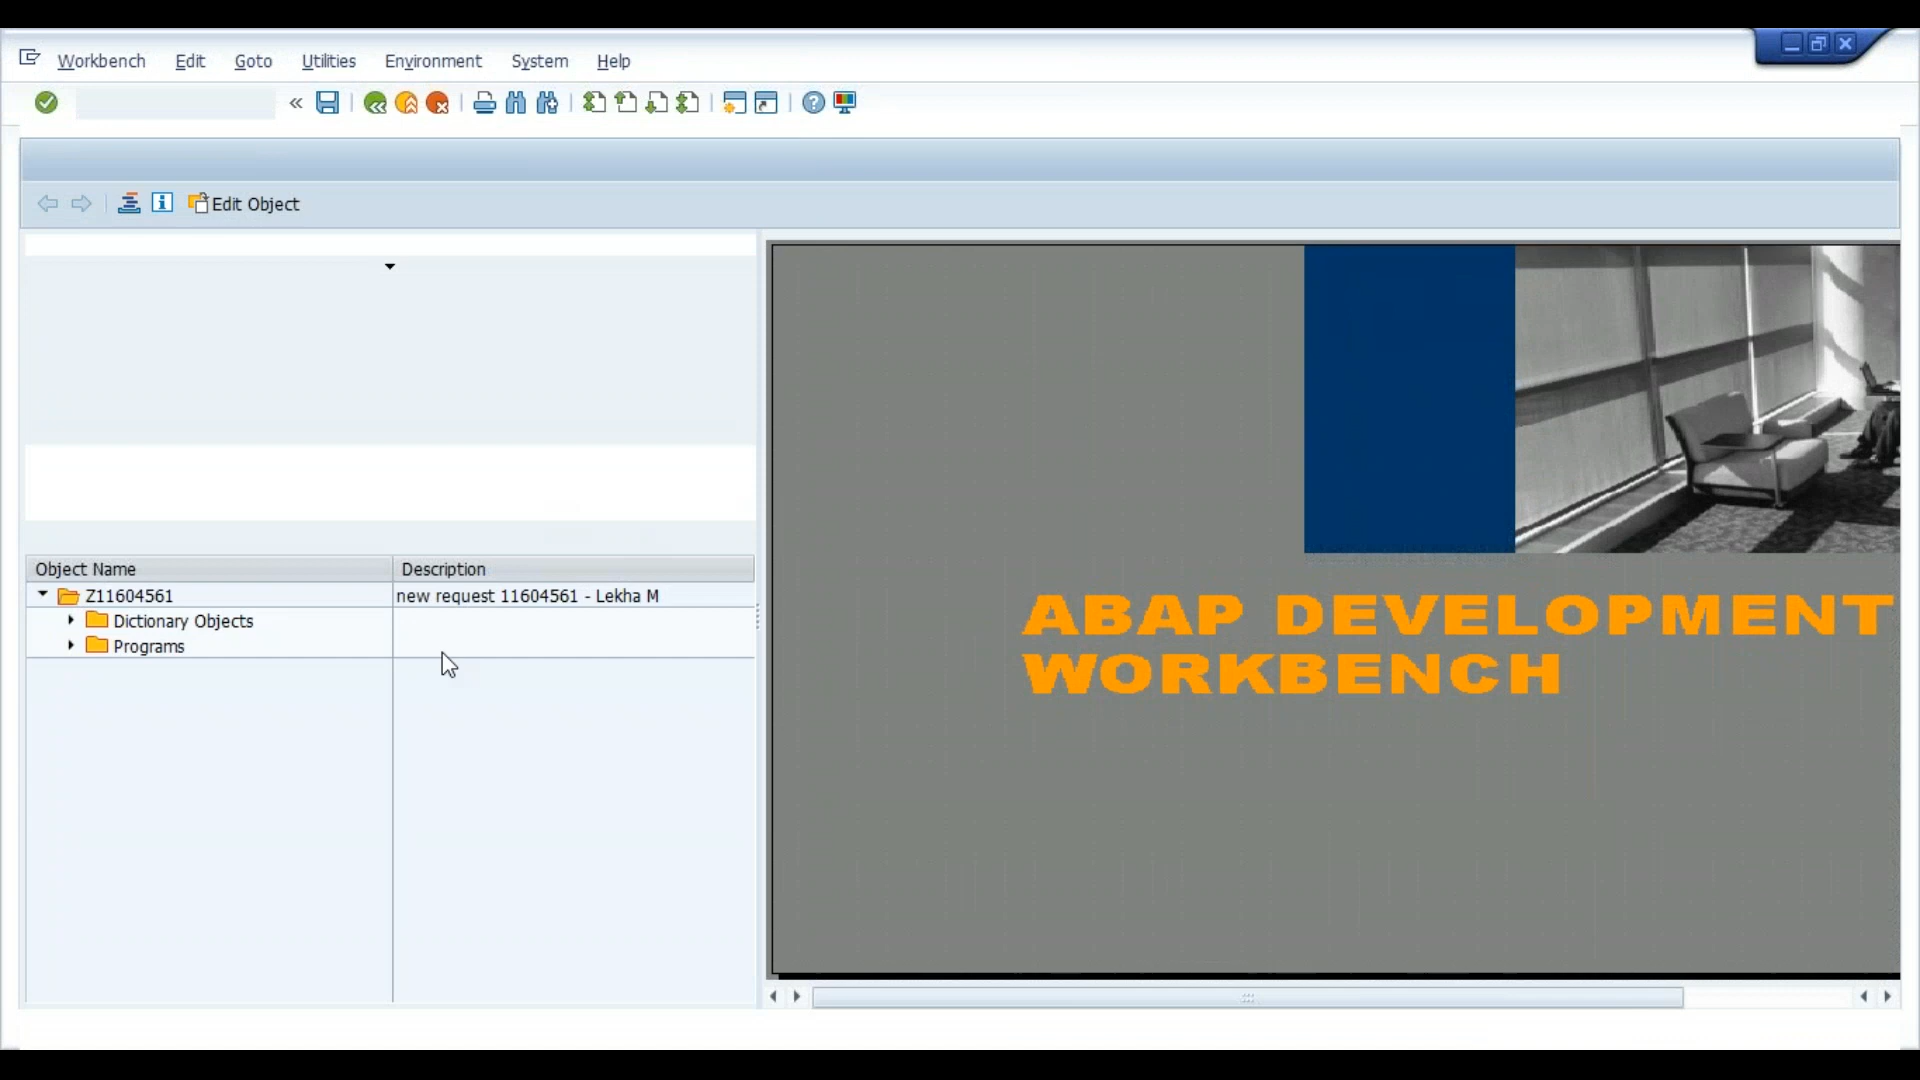 Workbench Edit Goto Utilities Environment System Help
Edit Object
Object Name Description
Z11604561 new request 11604561 - Lekha M
Dictionary Objects
Programs
ABAP DEVELOPMENT
WORKBENCH